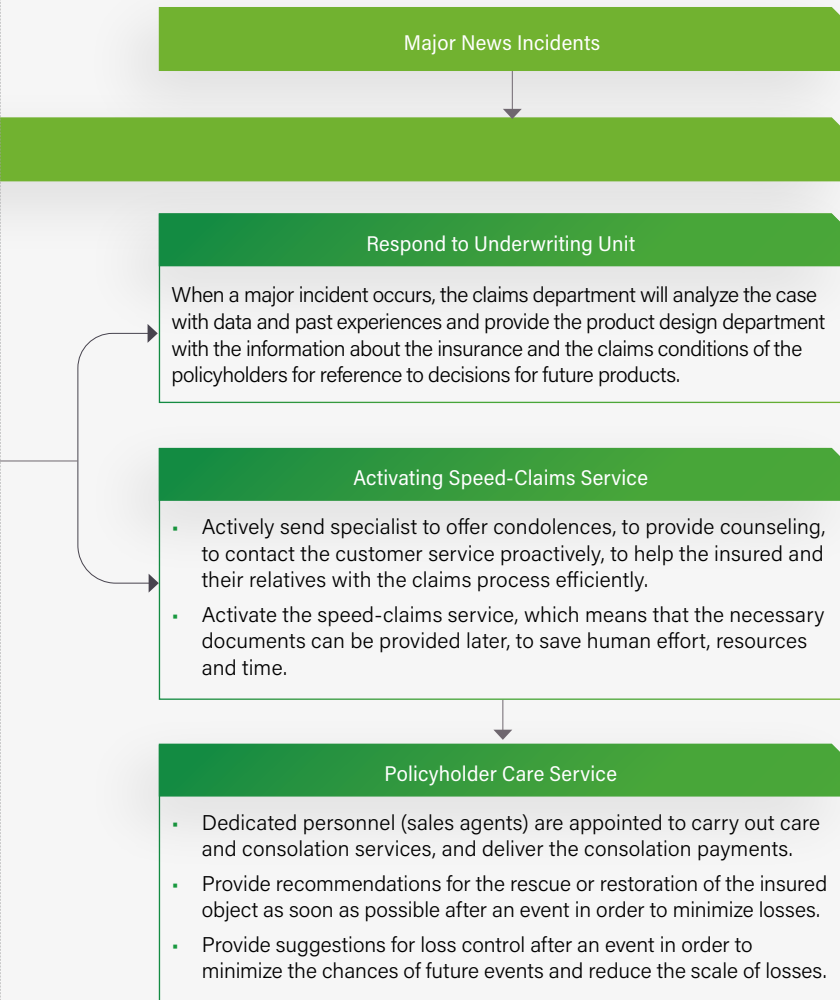 Major News Incidents
Respond to Underwriting Unit
When a major incident occurs, the claims department will analyze the case
with data and past experiences and provide the product design department
with the information about the insurance and the claims conditions of the
policyholders for reference to decisions for future products.
Activating Speed-Claims Service
▪ Actively send specialist to offer condolences, to provide counseling,
to contact the customer service proactively, to help the insured and
their relatives with the claims process efficiently.
▪ Activate the speed-claims service, which means that the necessary
documents can be provided later, to save human effort, resources
and time.
Policyholder Care Service
▪ Dedicated personnel (sales agents) are appointed to carry out care
and consolation services, and deliver the consolation payments.
▪ Provide recommendations for the rescue or restoration of the insured
object as soon as possible after an event in order to minimize losses.
▪ Provide suggestions for loss control after an event in order to
minimize the chances of future events and reduce the scale of losses.